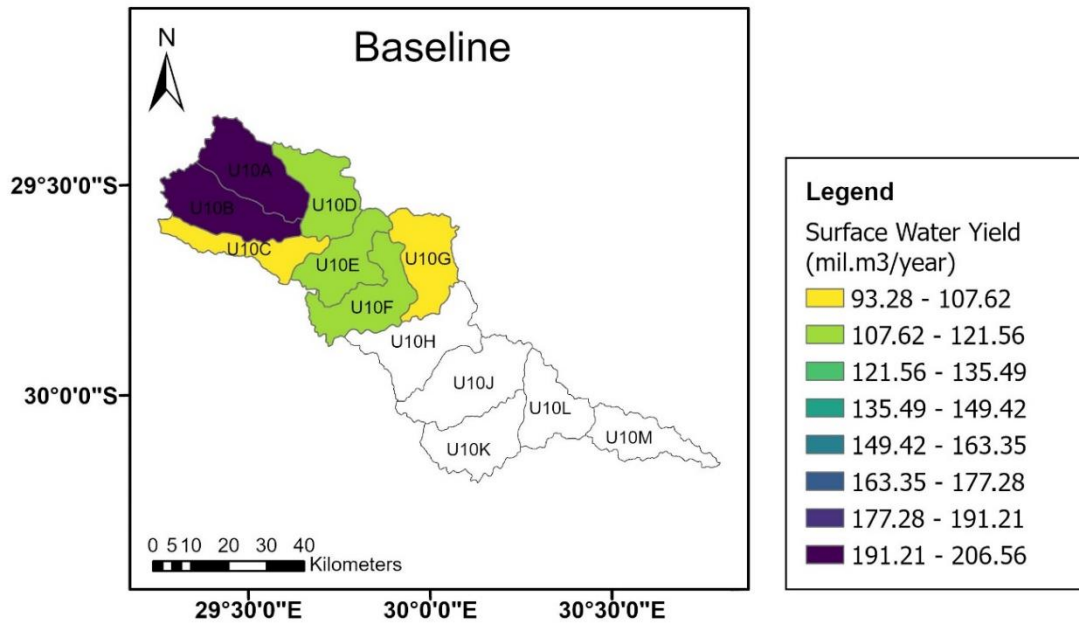 Baseline
N
U10A
U10B
U10C
U10D
U10E
U10F
U10G
U10H
U10J
U10K
U10L
U10M
29°30'0"S
30°0'0"S
0 5 10 20 30 40
Kilometers
29°30'0"E 30°0'0"E 30°30'0"E
Legend
Surface Water Yield
(mil.m3/year)
93.28 - 107.62
107.62 - 121.56
121.56 - 135.49
135.49 - 149.42
149.42 - 163.35
163.35 - 177.28
177.28 - 191.21
191.21 - 206.56